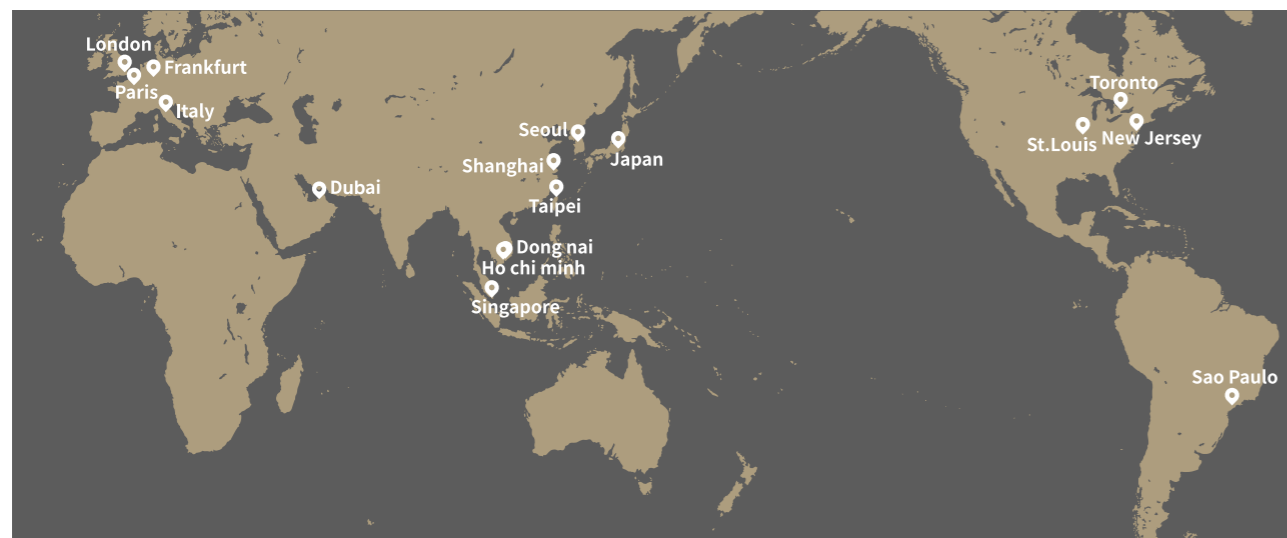 London
Frankfurt
Paris
Italy
Toronto
Seoul
New Jersey
St.Louis
Japan
Shanghai
Dubai
Taipei
Dong nai
Ho chi minh
Singapore
Sao Paulo